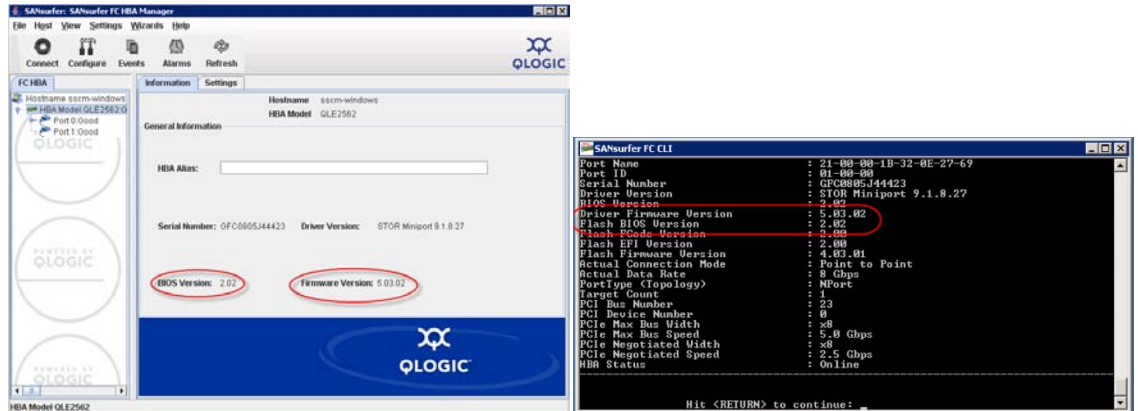 SANsurfer: SANsurfer FC HBA Manager
File Host View Settings Wizards Help
Connect Configure Events Alarms Refresh
QLOGIC
FC HBA
Information Settings
Hostname sscm-windows
HBA Model QLE2562:0
Port 0:Good
Port 1:Good
Hostname sscm-windows
HBA Model QLE2562
General Information
HBA Alias:
Serial Number: GFC0805J44423 Driver Version: STOR Miniport 9.1.8.27
BIOS Version: 2.02 Firmware Version: 5.03.02
QLOGIC
POWERED BY
QLOGIC
POWERED BY
QLOGIC
QLOGIC
HBA Model QLE2562
SANsurfer FC CLI
Port Name : 21-00-00-1B-32-0E-27-69
Port ID : 01-00-00
Serial Number : GFC0805J44423
Driver Version : STOR Miniport 9.1.8.27
BIOS Version : 2.02
Driver Firmware Version : 5.03.02
Flash BIOS Version : 2.02
Flash FCode Version : 2.00
Flash EFI Version : 2.00
Flash Firmware Version : 4.03.01
Actual Connection Mode : Point to Point
Actual Data Rate : 8 Gbps
PortType (Topology) : NPort
Target Count : 1
PCI Bus Number : 23
PCI Device Number : 0
PCIe Max Bus Width : x8
PCIe Max Bus Speed : 5.0 Gbps
PCIe Negotiated Width : x8
PCIe Negotiated Speed : 2.5 Gbps
HBA Status : Online
Hit <RETURN> to continue: _